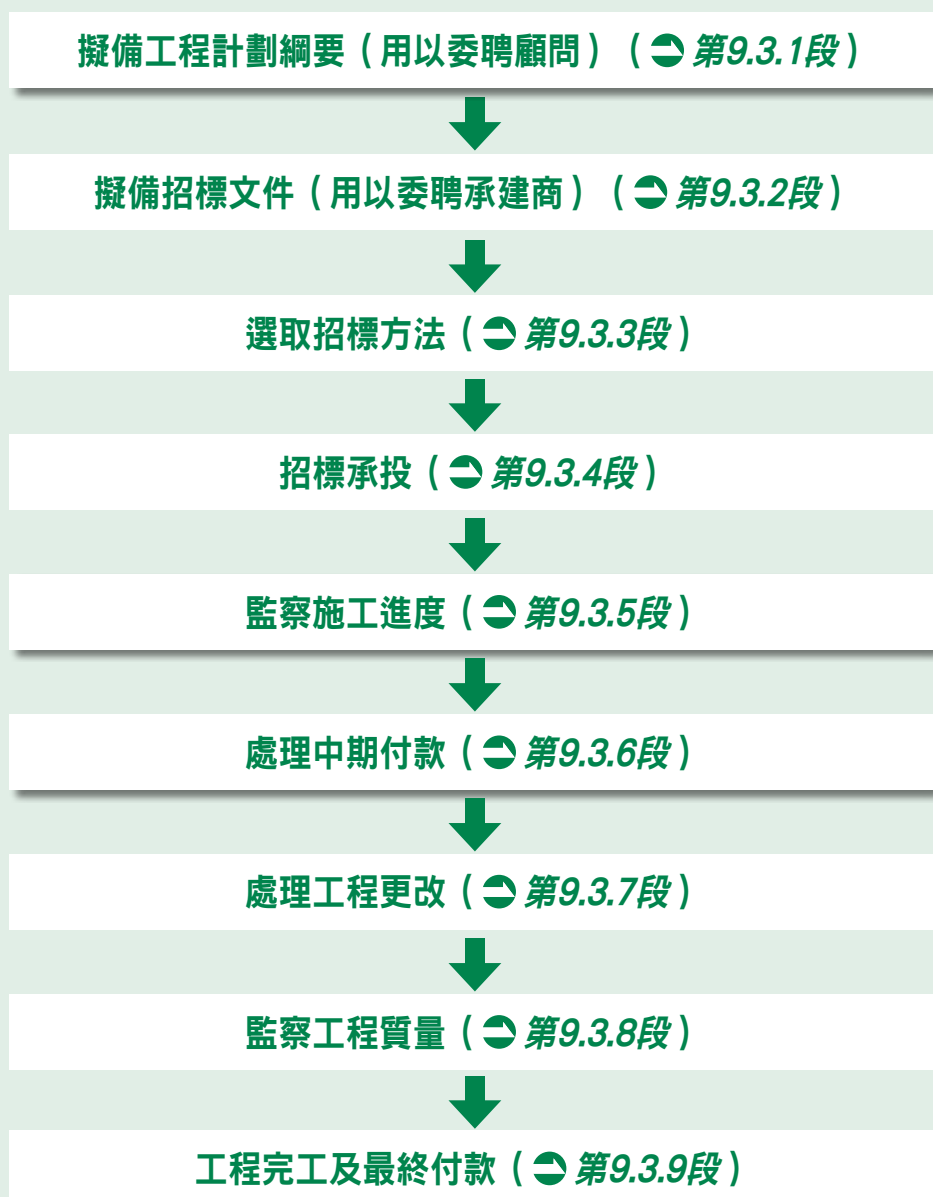 擬備工程計劃綱要（用以委聘顧問）（➲ 第9.3.1段）
擬備招標文件（用以委聘承建商）（➲ 第9.3.2段）
選取招標方法（➲ 第9.3.3段）
招標承投（➲ 第9.3.4段）
監察施工進度（➲ 第9.3.5段）
處理中期付款（➲ 第9.3.6段）
處理工程更改（➲ 第9.3.7段）
監察工程質量（➲ 第9.3.8段）
工程完工及最終付款（➲ 第9.3.9段）